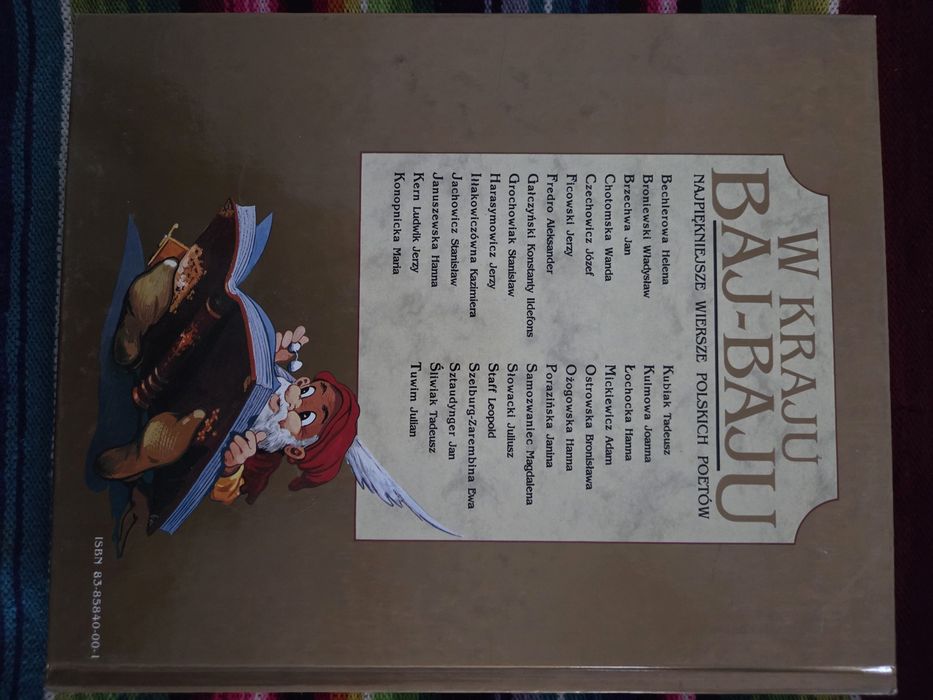 W KRAJU
BAJ-BAJU
NAJPIĘKNIEJSZE WIERSZE POLSKICH POETÓW
Bechlerowa Helena
Broniewski Władysław
Brzechwa Jan
Chotomska Wanda
Czechowicz Józef
Ficowski Jerzy
Fredro Aleksander
Gałczyński Konstanty Ildefons
Grochowiak Stanisław
Harasymowicz Jerzy
Iłłakowiczówna Kazimiera
Jachowicz Stanisław
Januszewska Hanna
Kern Ludwik Jerzy
Konopnicka Maria
Kubiak Tadeusz
Kulmowa Joanna
Łochocka Hanna
Mickiewicz Adam
Ostrowska Bronisława
Ożogowska Hanna
Porazińska Janina
Samozwaniec Magdalena
Słowacki Juliusz
Staff Leopold
Szelburg-Zarembina Ewa
Sztaudynger Jan
Śliwiak Tadeusz
Tuwim Julian
ISBN 83-85840-00-1